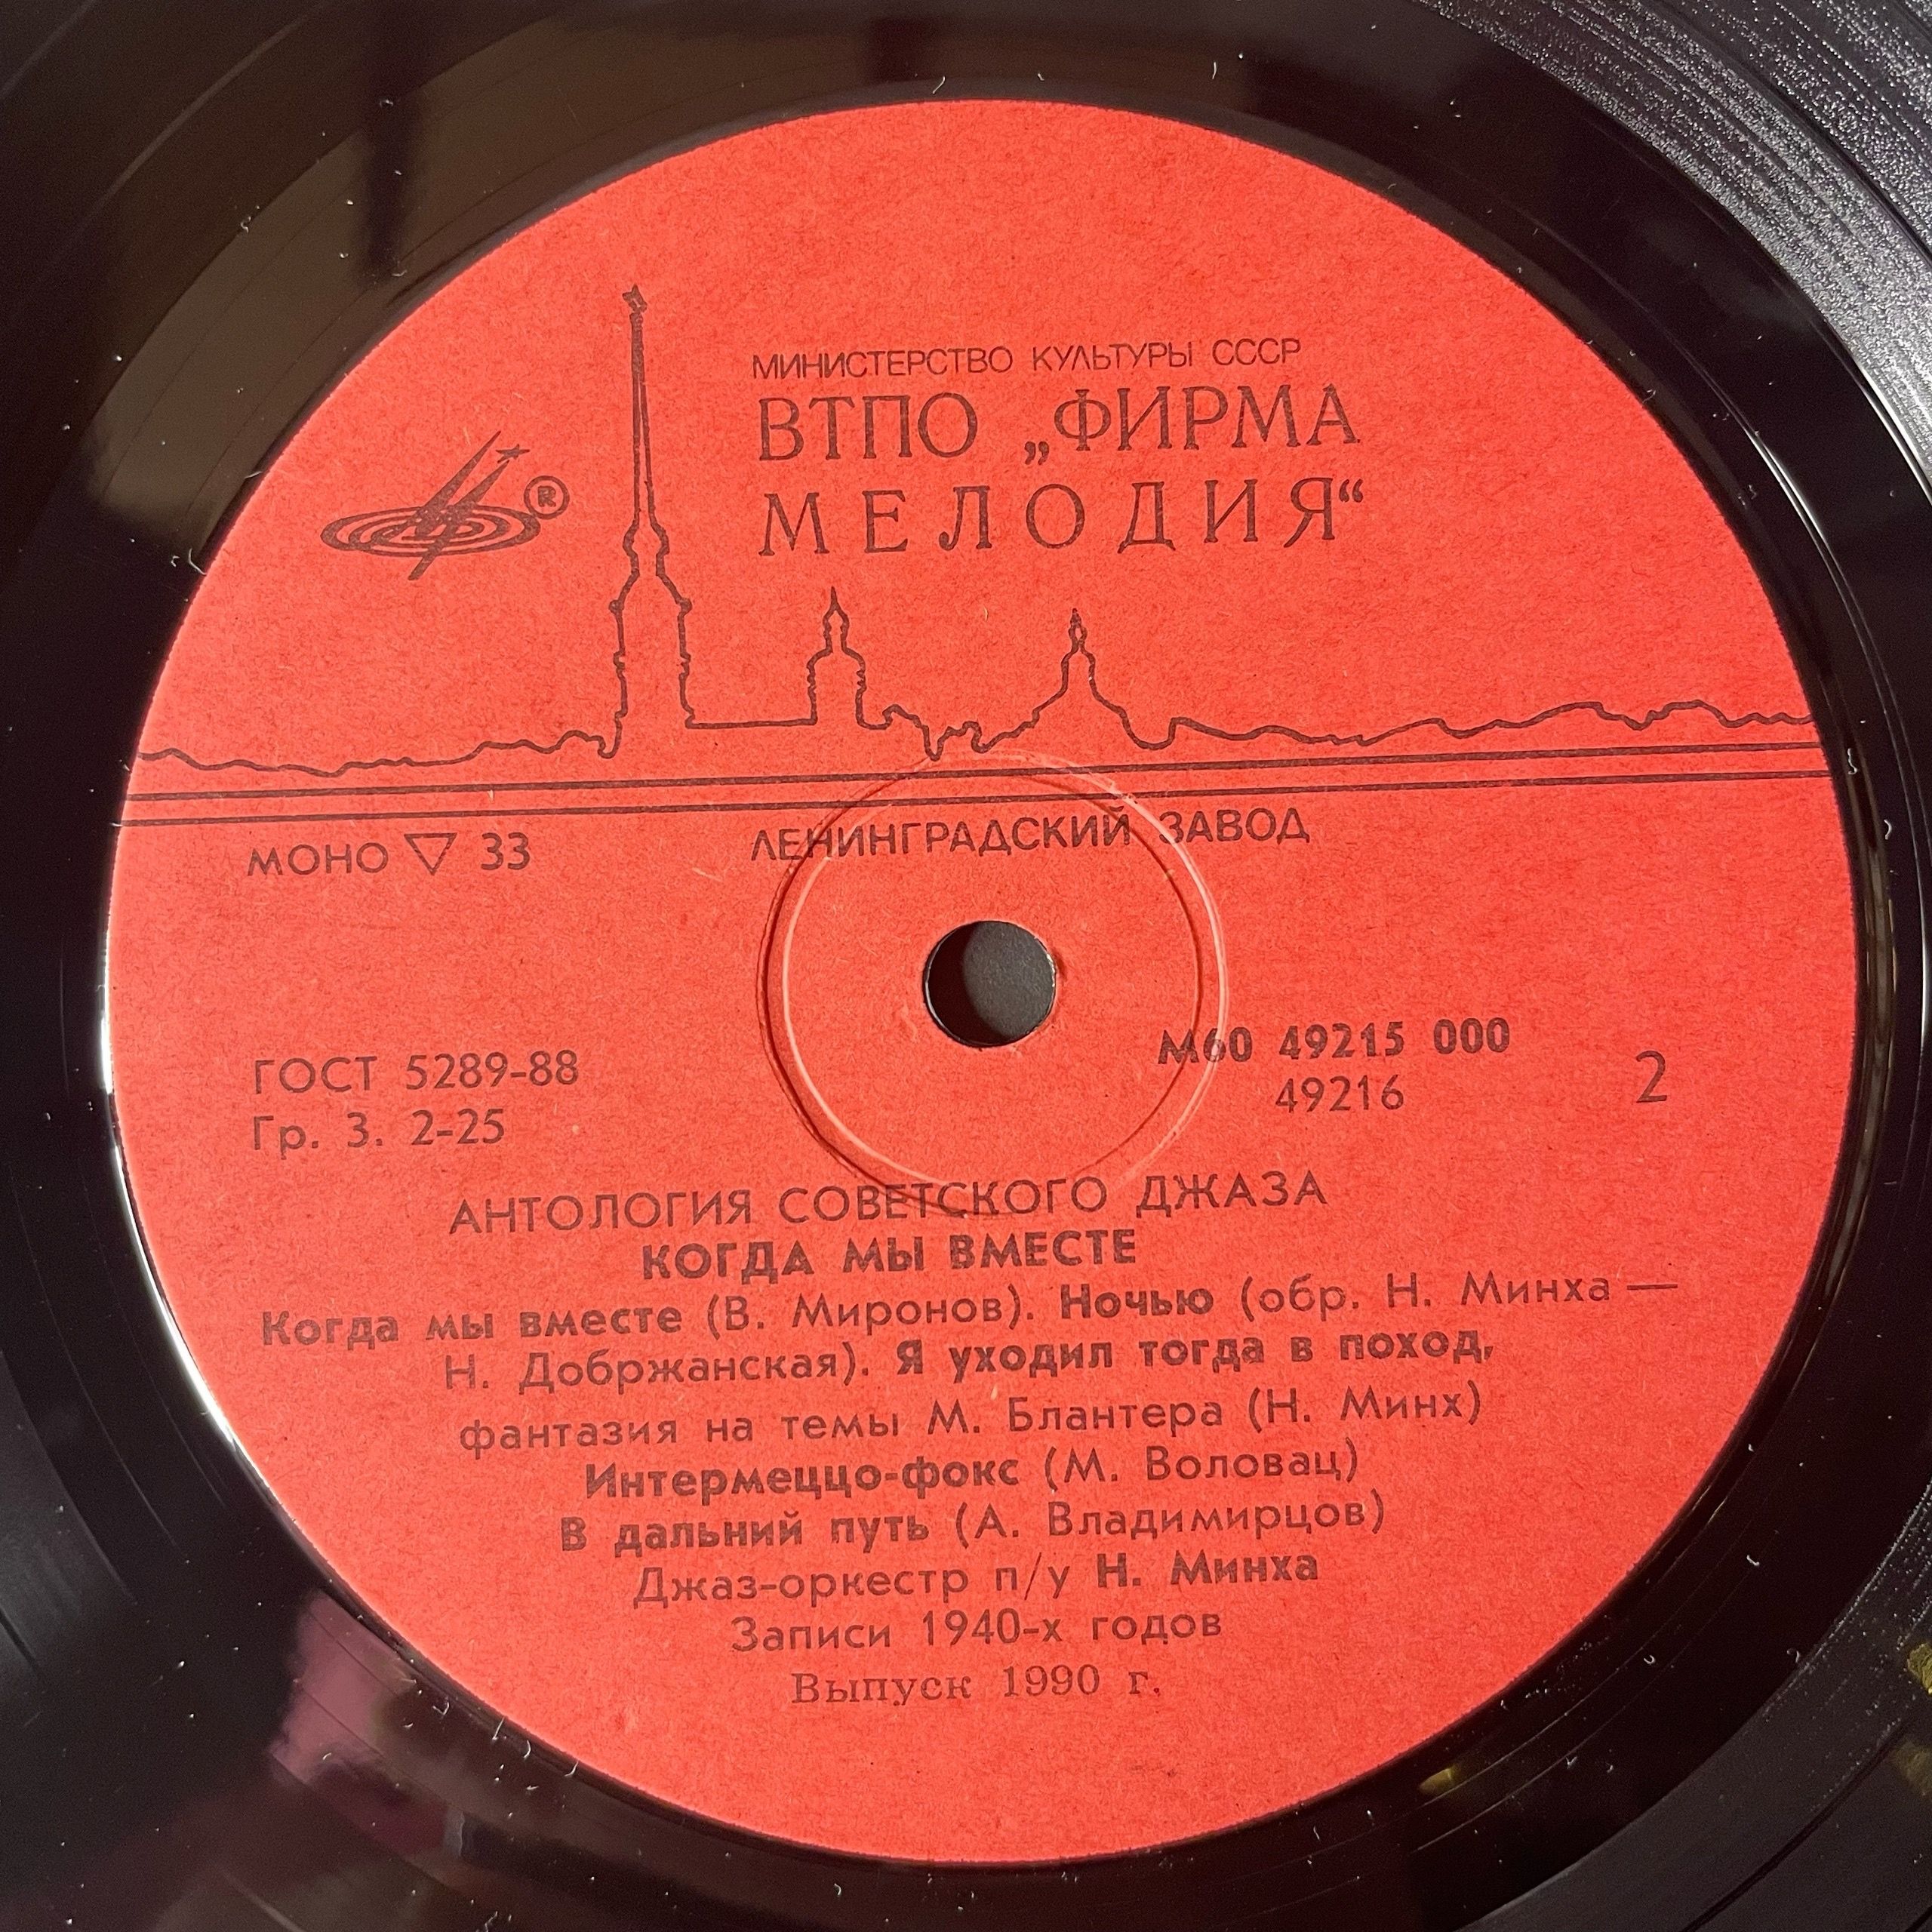 МИНИСТЕРСТВО КУЛЬТУРЫ СССР
ВТПО „ФИРМА
МЕЛОДИЯ“
®
МОНО ▽ 33
ЛЕНИНГРАДСКИЙ ЗАВОД
ГОСТ 5289-88
Гр. 3. 2-25
М60 49215 000
49216
2
АНТОЛОГИЯ СОВЕТСКОГО ДЖАЗА
КОГДА МЫ ВМЕСТЕ
Когда мы вместе (В. Миронов). Ночью (обр. Н. Минха —
Н. Добржанская). Я уходил тогда в поход,
фантазия на темы М. Блантера (Н. Минх)
Интермеццо-фокс (М. Воловац)
В дальний путь (А. Владимирцов)
Джаз-оркестр п/у Н. Минха
Записи 1940-х годов
Выпуск 1990 г.